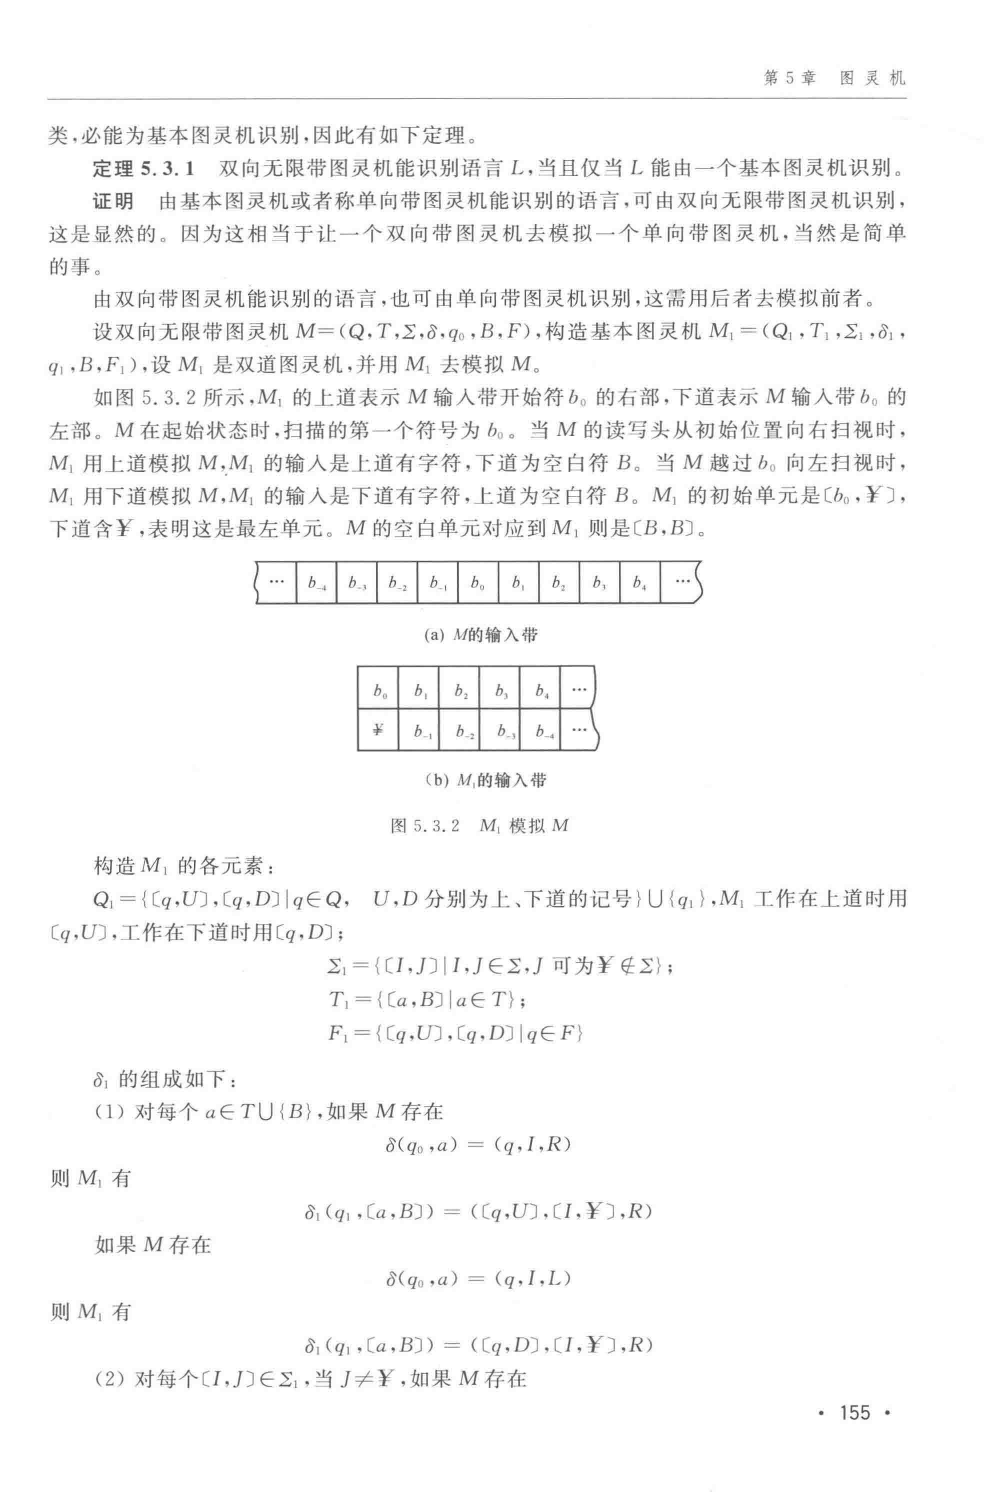 第5章 图灵机
类,必能为基本图灵机识别,因此有如下定理。
定理 5.3.1 双向无限带图灵机能识别语言 L,当且仅当 L 能由一个基本图灵机识别。
证明 由基本图灵机或者称单向带图灵机能识别的语言,可由双向无限带图灵机识别,
这是显然的。因为这相当于让一个双向带图灵机去模拟一个单向带图灵机,当然是简单
的事。
由双向带图灵机能识别的语言,也可由单向带图灵机识别,这需用后者去模拟前者。
设双向无限带图灵机 M=(Q,T,Σ,δ,q₀,B,F),构造基本图灵机 M₁=(Q₁,T₁,Σ₁,δ₁,
q₁,B,F₁),设 M₁ 是双道图灵机,并用 M₁ 去模拟 M。
如图 5.3.2 所示,M₁ 的上道表示 M 输入带开始符 b₀ 的右部,下道表示 M 输入带 b₀ 的
左部。M 在起始状态时,扫描的第一个符号为 b₀。当 M 的读写头从初始位置向右扫视时,
M₁ 用上道模拟 M,M₁ 的输入是上道有字符,下道为空白符 B。当 M 越过 b₀ 向左扫视时,
M₁ 用下道模拟 M,M₁ 的输入是下道有字符,上道为空白符 B。M₁ 的初始单元是〔b₀,¥〕,
下道含¥,表明这是最左单元。M 的空白单元对应到 M₁ 则是〔B,B〕。
… b₋₄ b₋₃ b₋₂ b₋₁ b₀ b₁ b₂ b₃ b₄ …
(a) M的输入带
b₀ b₁ b₂ b₃ b₄ …
¥ b₋₁ b₋₂ b₋₃ b₋₄ …
(b) M₁的输入带
图 5.3.2 M₁ 模拟 M
构造 M₁ 的各元素:
Q₁={〔q,U〕,〔q,D〕|q∈Q, U,D 分别为上、下道的记号}∪{q₁},M₁ 工作在上道时用
〔q,U〕,工作在下道时用〔q,D〕;
Σ₁={〔I,J〕|I,J∈Σ,J 可为¥∉Σ};
T₁={〔a,B〕|a∈T};
F₁={〔q,U〕,〔q,D〕|q∈F}
δ₁ 的组成如下:
(1) 对每个 a∈T∪{B},如果 M 存在
δ(q₀,a) = (q,I,R)
则 M₁ 有
δ₁(q₁,〔a,B〕) = (〔q,U〕,〔I,¥〕,R)
如果 M 存在
δ(q₀,a) = (q,I,L)
则 M₁ 有
δ₁(q₁,〔a,B〕) = (〔q,D〕,〔I,¥〕,R)
(2) 对每个〔I,J〕∈Σ₁,当 J≠¥,如果 M 存在
· 155 ·